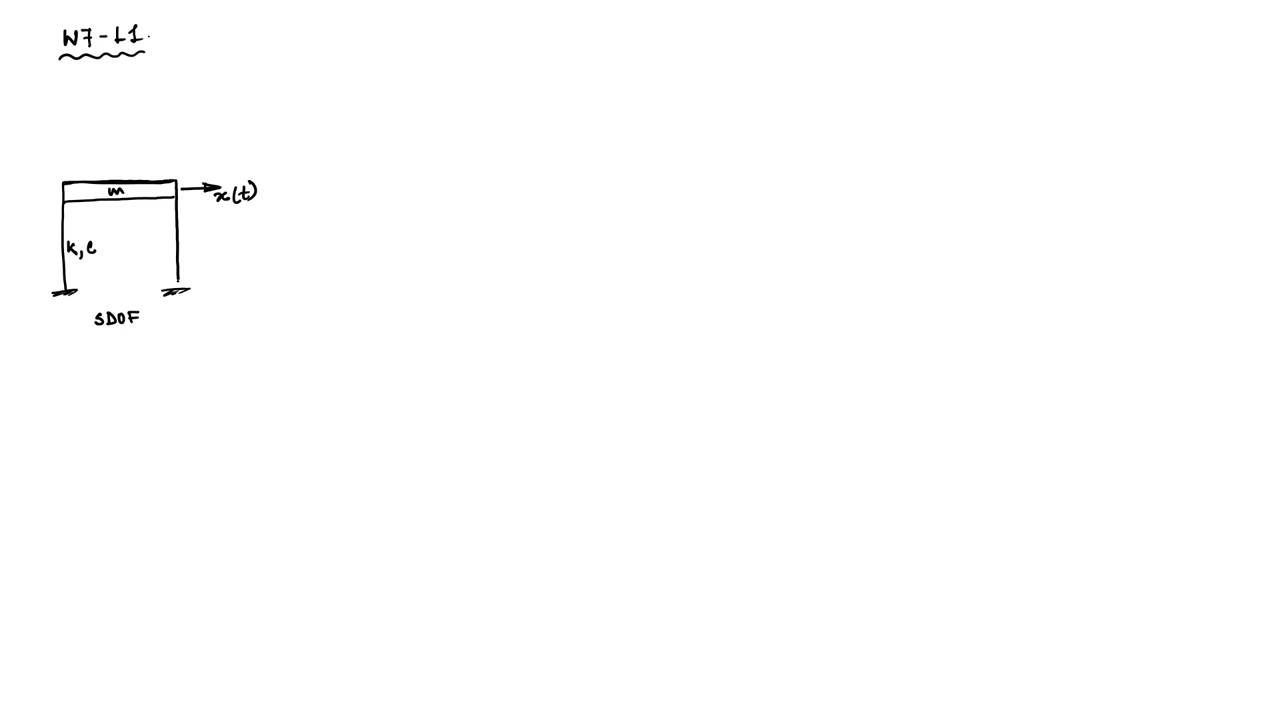 W7-L1.
m
x(t)
k, c
SDOF